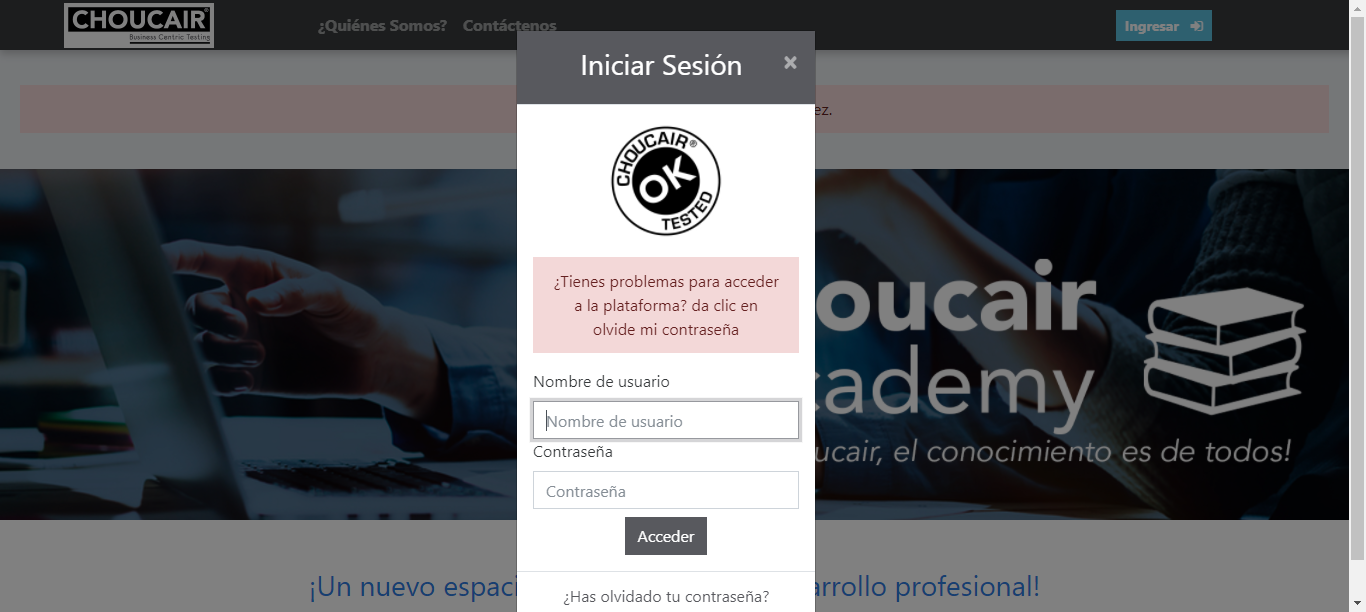 CHOUCAIR®
Business Centric Testing
¿Quiénes Somos? Contáctenos
Ingresar
Iniciar Sesión
×
ez.
CHOUCAIR®
OK
TESTED
¿Tienes problemas para acceder
a la plataforma? da clic en
olvide mi contraseña
Nombre de usuario
Nombre de usuario
Contraseña
Contraseña
Acceder
¿Has olvidado tu contraseña?
oucair
cademy
ucair, el conocimiento es de todos!
¡Un nuevo espaci
rrollo profesional!